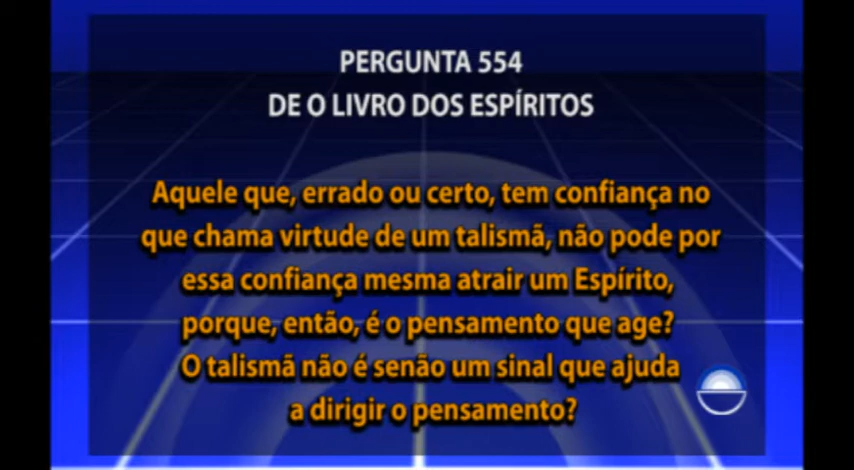 PERGUNTA 554
DE O LIVRO DOS ESPÍRITOS
Aquele que, errado ou certo, tem confiança no
que chama virtude de um talismã, não pode por
essa confiança mesma atrair um Espírito,
porque, então, é o pensamento que age?
O talismã não é senão um sinal que ajuda
a dirigir o pensamento?